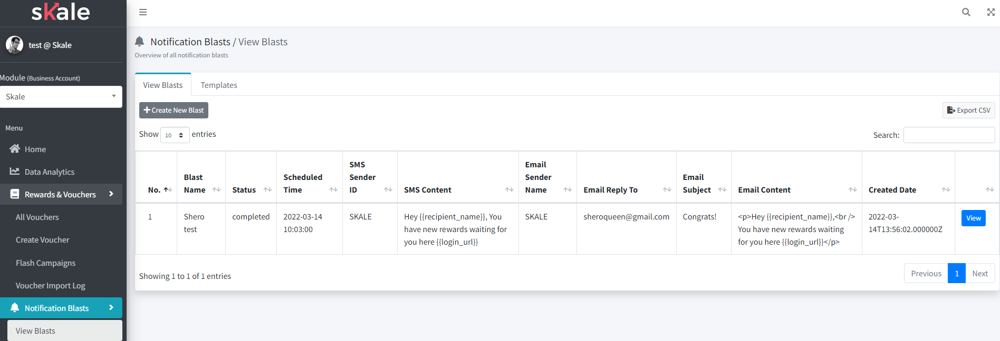 skale
test @ Skale
Module (Business Account)
Skale
Menu
Home
Data Analytics
Rewards & Vouchers
All Vouchers
Create Voucher
Flash Campaigns
Voucher Import Log
Notification Blasts
View Blasts
Notification Blasts / View Blasts
Overview of all notification blasts
View Blasts Templates
Create New Blast Export CSV
Show 10 entries Search:
No. Blast Name Status Scheduled Time SMS Sender ID SMS Content Email Sender Name Email Reply To Email Subject Email Content Created Date
1 Shero completed 2022-03-14 SKALE Hey {{recipient_name}}, You SKALE sheroqueen@gmail.com Congrats! <p>Hey {{recipient_name}},<br /> 2022-03- View
test 10:03:00 have new rewards waiting for You have new rewards waiting 14T13:56:02.000000Z
you here {{login_url}} for you here {{login_url}}</p>
Showing 1 to 1 of 1 entries
Previous 1 Next